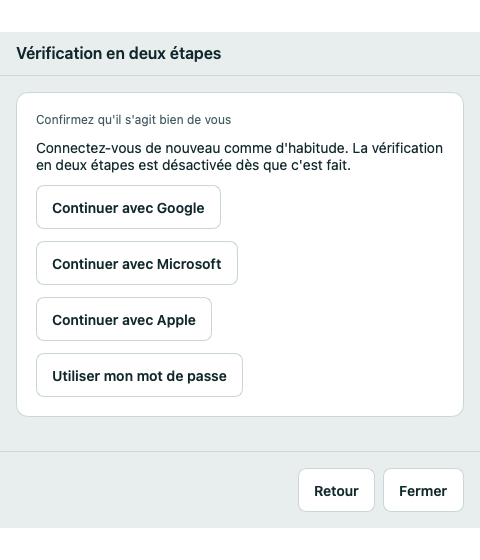 Vérification en deux étapes
Confirmez qu'il s'agit bien de vous
Connectez-vous de nouveau comme d'habitude. La vérification
en deux étapes est désactivée dès que c'est fait.
Continuer avec Google
Continuer avec Microsoft
Continuer avec Apple
Utiliser mon mot de passe
Retour
Fermer